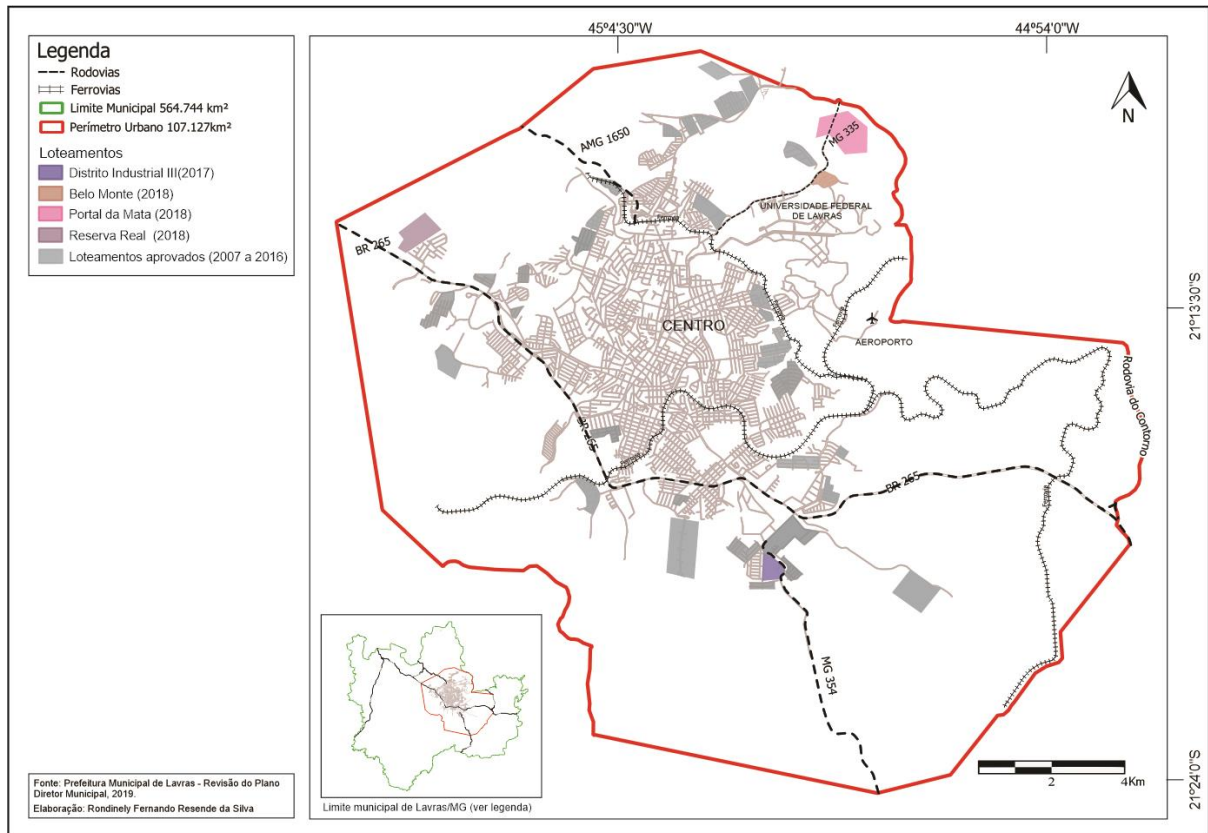 45º4'30"W
44º54'0"W
Legenda
Rodovias
Ferrovias
Limite Municipal 564.744 km²
Perímetro Urbano 107.127km²
Loteamentos
Distrito Industrial III(2017)
Belo Monte (2018)
Portal da Mata (2018)
Reserva Real (2018)
Loteamentos aprovados (2007 a 2016)
N
AMG 1650
MG 335
UNIVERSIDADE FEDERAL
DE LAVRAS
BR 265
21º13'30"S
CENTRO
AEROPORTO
Rodovia do Contorno
BR 265
BR 265
MG 354
2
4Km
21º24'0"S
Limite municipal de Lavras/MG (ver legenda)
Fonte: Prefeitura Municipal de Lavras - Revisão do Plano
Diretor Municipal, 2019.
Elaboração: Rondinely Fernando Resende da Silva